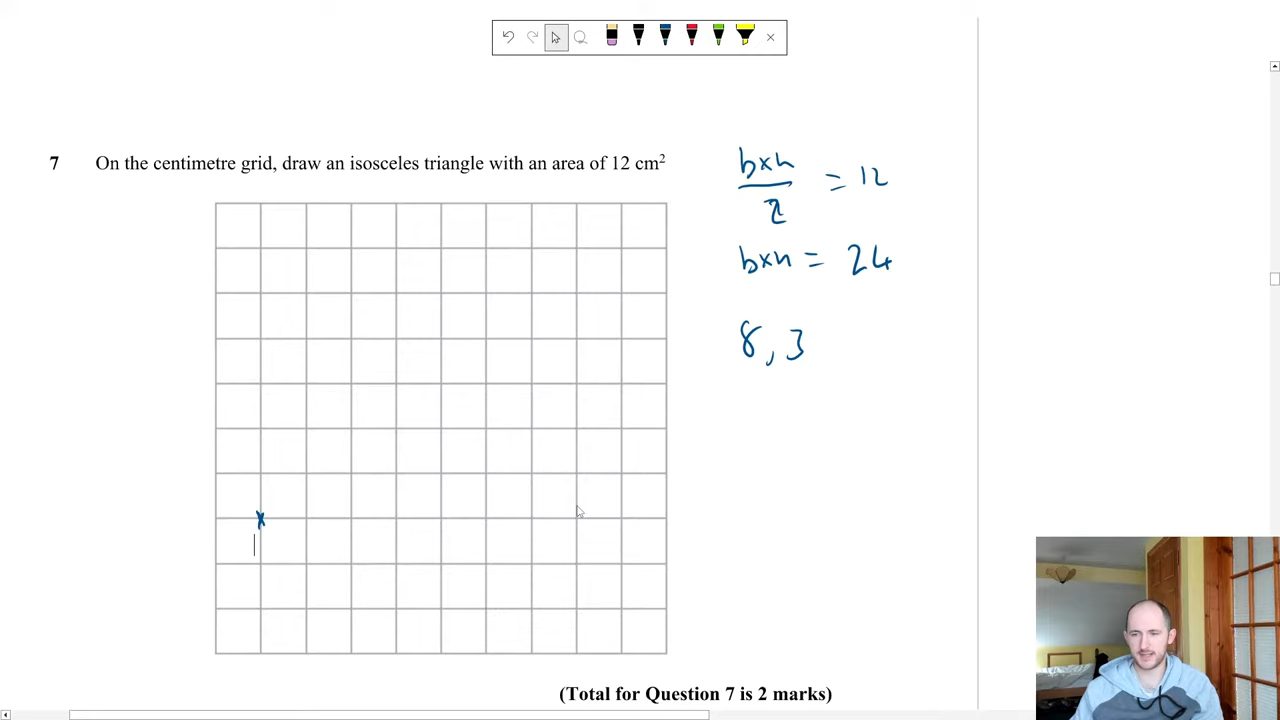 7 On the centimetre grid, draw an isosceles triangle with an area of 12 cm²
b×h
2
= 12
b×h = 24
8, 3
x
(Total for Question 7 is 2 marks)